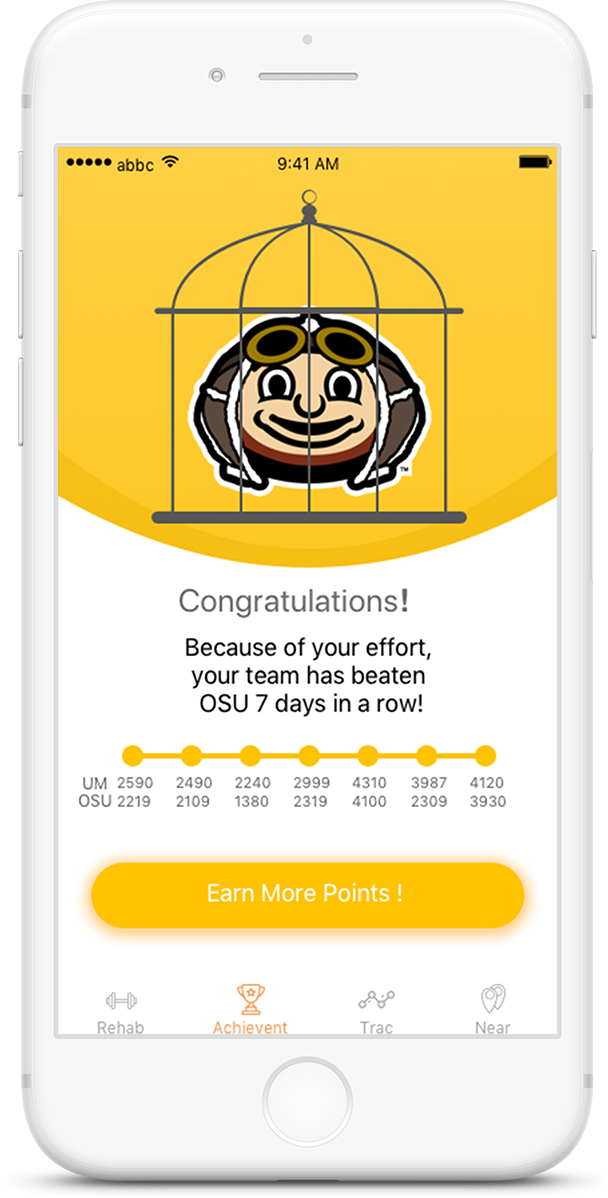 abbc 9:41 AM
TM
Congratulations!
Because of your effort,
your team has beaten
OSU 7 days in a row!
UM 2590 2490 2240 2999 4310 3987 4120
OSU 2219 2109 1380 2319 4100 2309 3930
Earn More Points !
Rehab Achievent Trac Near